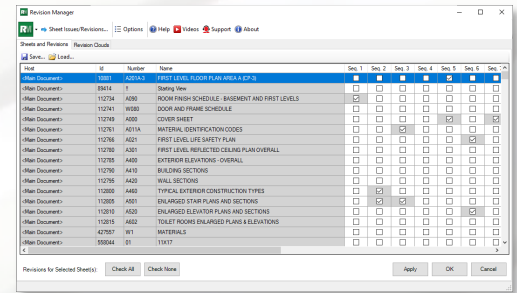 Revision Manager
Sheet Issues/Revisions... Options Help Videos Support About
Sheets and Revisions Revision Clouds
Save... Load...
Host Id Number Name Seq. 1 Seq. 2 Seq. 3 Seq. 4 Seq. 5 Seq. 6 Seq.
<Main Document> 10881 A201A-3 FIRST LEVEL FLOOR PLAN AREA A (CP-3)
<Main Document> 89414 !! Starting View
<Main Document> 112734 A090 ROOM FINISH SCHEDULE - BASEMENT AND FIRST LEVELS
<Main Document> 112741 W080 DOOR AND FRAME SCHEDULE
<Main Document> 112749 A000 COVER SHEET
<Main Document> 112761 A011A MATERIAL IDENTIFICATION CODES
<Main Document> 112766 A021 FIRST LEVEL LIFE SAFETY PLAN
<Main Document> 112780 A301 FIRST LEVEL REFLECTED CEILING PLAN OVERALL
<Main Document> 112785 A400 EXTERIOR ELEVATIONS -OVERALL
<Main Document> 112790 A410 BUILDING SECTIONS
<Main Document> 112795 A420 WALL SECTIONS
<Main Document> 112800 A460 TYPICAL EXTERIOR CONSTRUCTION TYPES
<Main Document> 112805 A501 ENLARGED STAIR PLANS AND SECTIONS
<Main Document> 112810 A520 ENLARGED ELEVATOR PLANS AND SECTIONS
<Main Document> 112815 A602 TOILET ROOMS ENLARGED PLANS & ELEVATIONS
<Main Document> 427557 W1 MATERIALS
<Main Document> 558044 01 11X17
Revisions for Selected Sheet(s): Check All Check None Apply OK Cancel